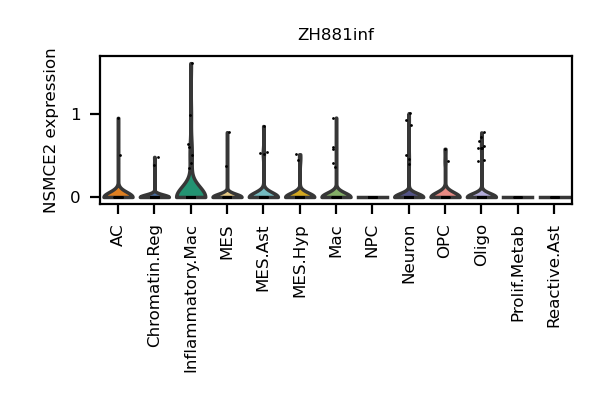 ZH881inf
NSMCE2 expression
1
0
AC
Chromatin.Reg
Inflammatory.Mac
MES
MES.Ast
MES.Hyp
Mac
NPC
Neuron
OPC
Oligo
Prolif.Metab
Reactive.Ast